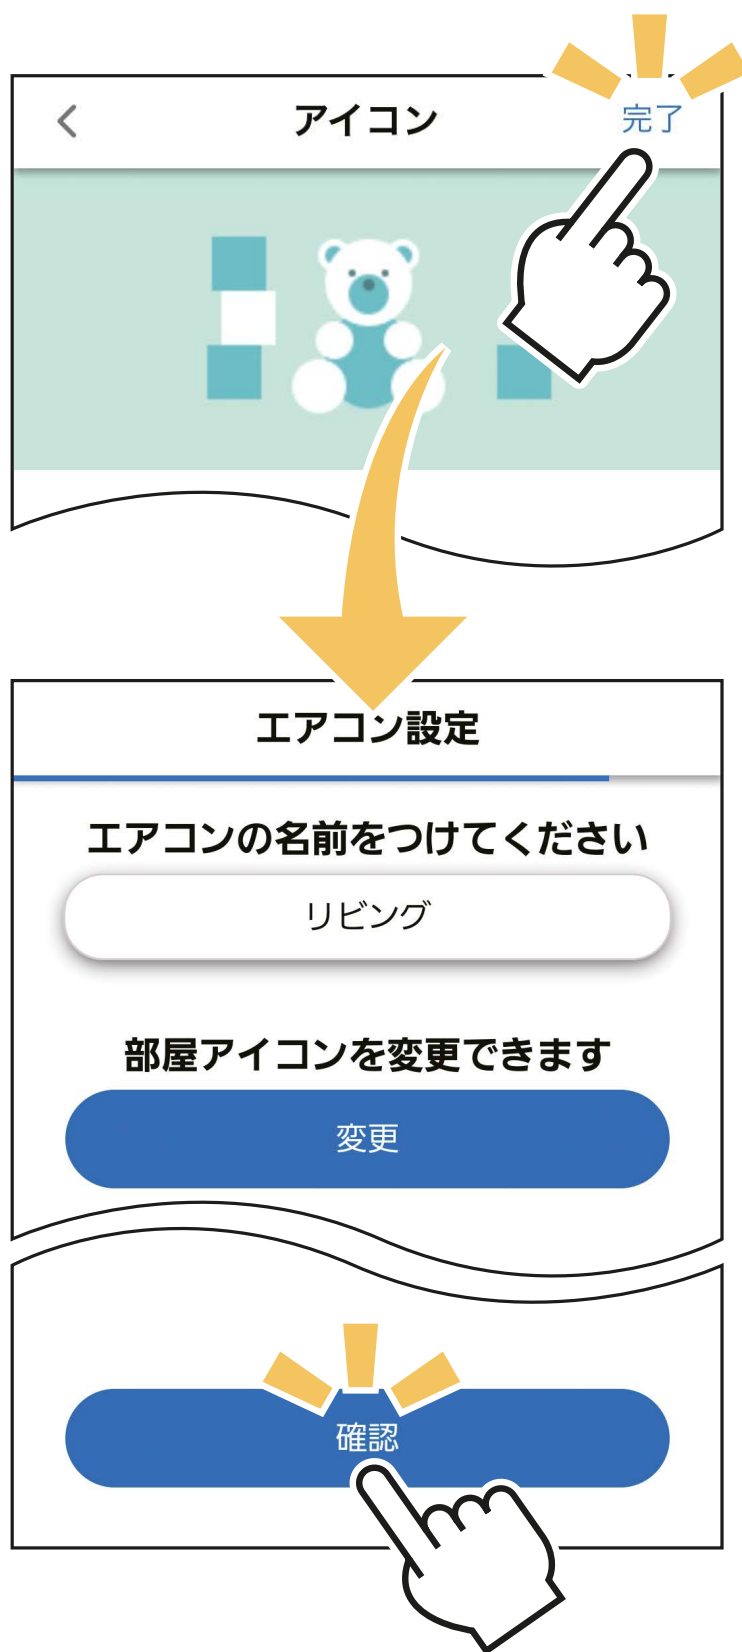 アイコン 完了
エアコン設定
エアコンの名前をつけてください
リビング
部屋アイコンを変更できます
変更
確認